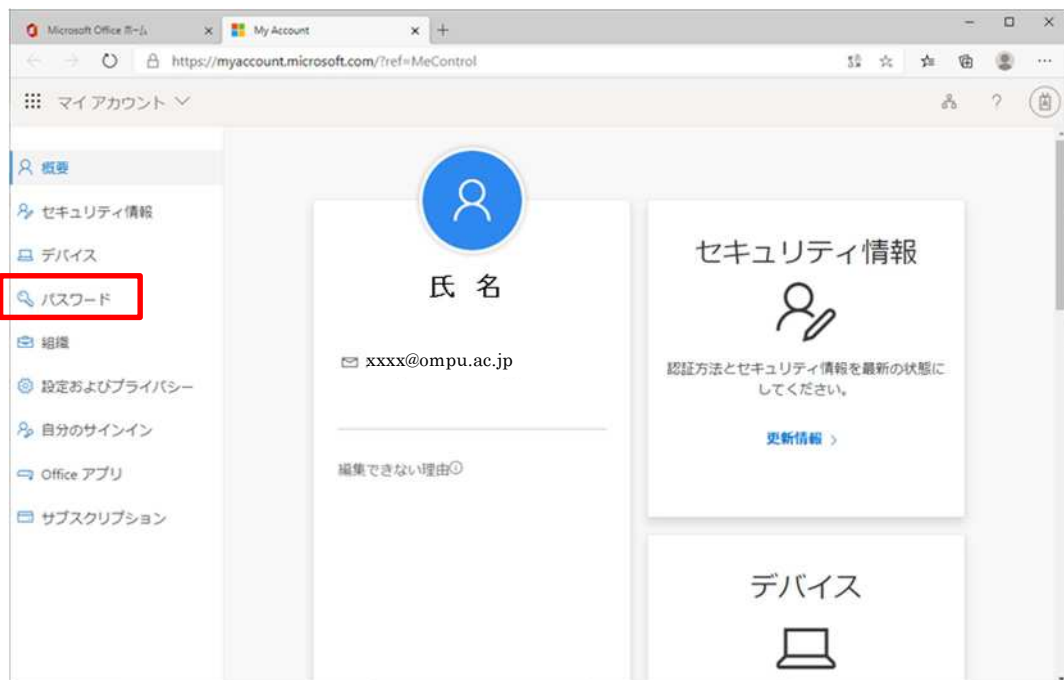 Microsoft Office ホーム
My Account
https://myaccount.microsoft.com/?ref=MeControl
マイ アカウント
?
概要
セキュリティ情報
デバイス
パスワード
組織
設定およびプライバシー
自分のサインイン
Office アプリ
サブスクリプション
氏 名
xxxx@ompu.ac.jp
編集できない理由
セキュリティ情報
認証方法とセキュリティ情報を最新の状態に
してください。
更新情報 >
デバイス